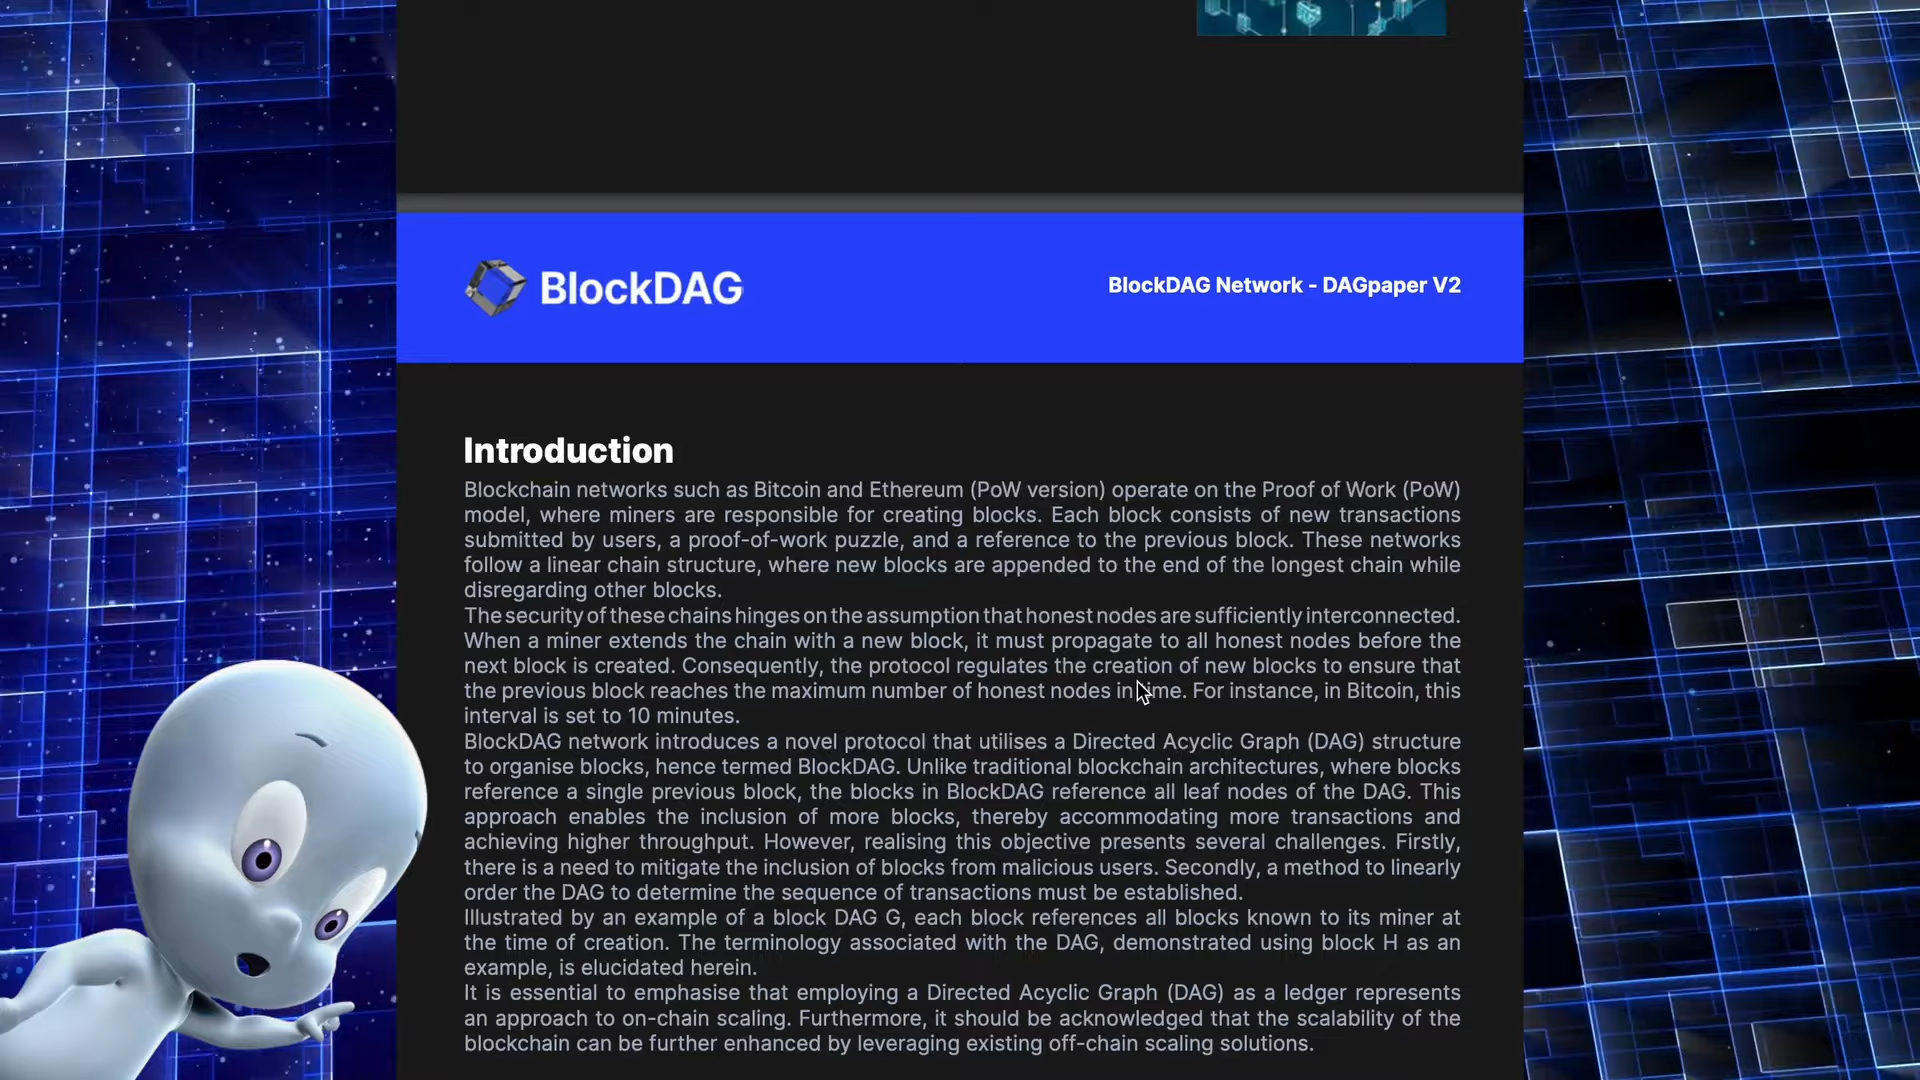 BlockDAG
BlockDAG Network - DAGpaper V2
Introduction
Blockchain networks such as Bitcoin and Ethereum (PoW version) operate on the Proof of Work (PoW)
model, where miners are responsible for creating blocks. Each block consists of new transactions
submitted by users, a proof-of-work puzzle, and a reference to the previous block. These networks
follow a linear chain structure, where new blocks are appended to the end of the longest chain while
disregarding other blocks.
The security of these chains hinges on the assumption that honest nodes are sufficiently interconnected.
When a miner extends the chain with a new block, it must propagate to all honest nodes before the
next block is created. Consequently, the protocol regulates the creation of new blocks to ensure that
the previous block reaches the maximum number of honest nodes in time. For instance, in Bitcoin, this
interval is set to 10 minutes.
BlockDAG network introduces a novel protocol that utilises a Directed Acyclic Graph (DAG) structure
to organise blocks, hence termed BlockDAG. Unlike traditional blockchain architectures, where blocks
reference a single previous block, the blocks in BlockDAG reference all leaf nodes of the DAG. This
approach enables the inclusion of more blocks, thereby accommodating more transactions and
achieving higher throughput. However, realising this objective presents several challenges. Firstly,
there is a need to mitigate the inclusion of blocks from malicious users. Secondly, a method to linearly
order the DAG to determine the sequence of transactions must be established.
Illustrated by an example of a block DAG G, each block references all blocks known to its miner at
the time of creation. The terminology associated with the DAG, demonstrated using block H as an
example, is elucidated herein.
It is essential to emphasise that employing a Directed Acyclic Graph (DAG) as a ledger represents
an approach to on-chain scaling. Furthermore, it should be acknowledged that the scalability of the
blockchain can be further enhanced by leveraging existing off-chain scaling solutions.